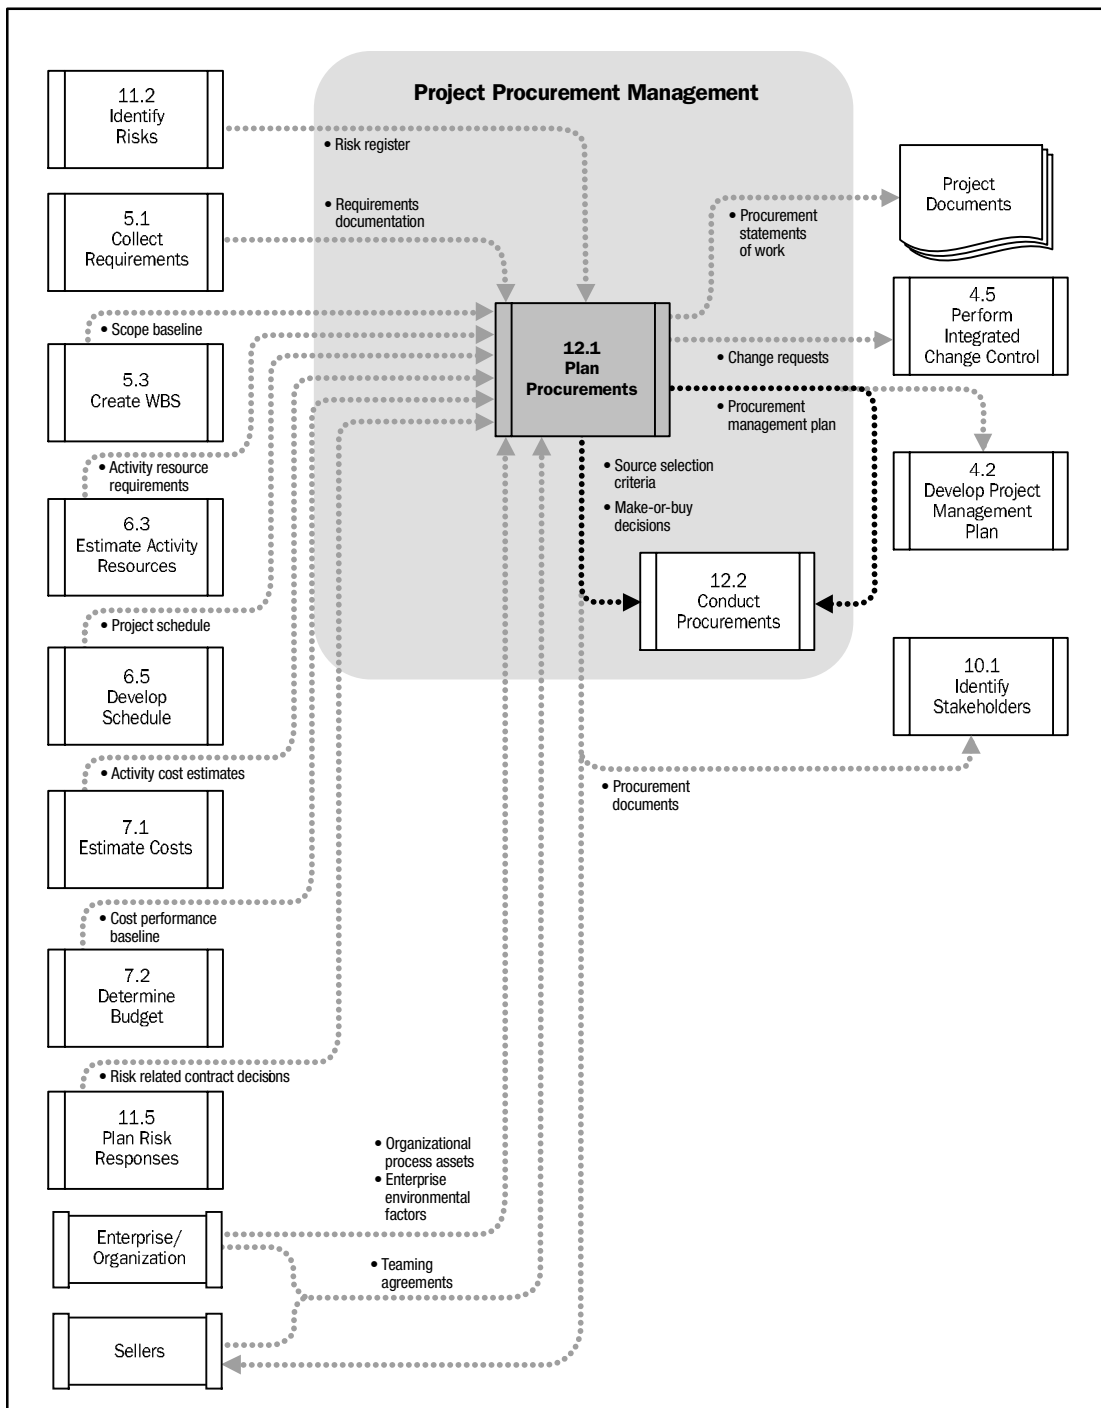 Project Procurement Management
11.2
Identify
Risks
• Risk register
5.1
Collect
Requirements
• Requirements
documentation
• Procurement
statements
of work
Project
Documents
• Scope baseline
5.3
Create WBS
12.1
Plan
Procurements
• Change requests
4.5
Perform
Integrated
Change Control
• Procurement
management plan
• Activity resource
requirements
6.3
Estimate Activity
Resources
• Source selection
criteria
• Make-or-buy
decisions
4.2
Develop Project
Management
Plan
12.2
Conduct
Procurements
• Project schedule
6.5
Develop
Schedule
10.1
Identify
Stakeholders
• Activity cost estimates
7.1
Estimate Costs
• Procurement
documents
• Cost performance
baseline
7.2
Determine
Budget
• Risk related contract decisions
11.5
Plan Risk
Responses
• Organizational
process assets
• Enterprise
environmental
factors
Enterprise/
Organization
• Teaming
agreements
Sellers